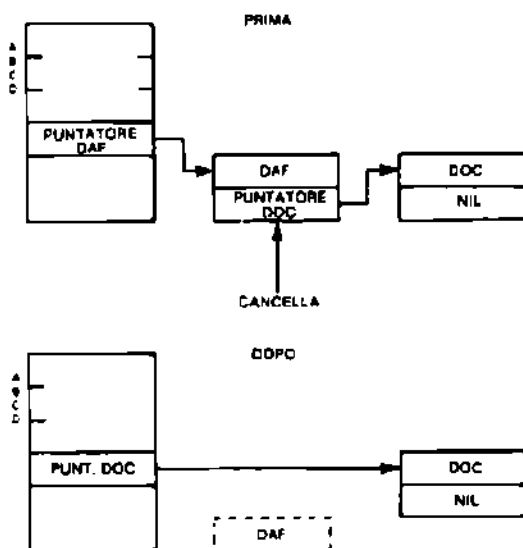 PRIMA
A
B
C
D
PUNTATORE
DAF
DAF
PUNTATORE
DOC
DOC
NIL
CANCELLA
DOPO
A
B
C
D
PUNT. DOC
DOC
NIL
DAF